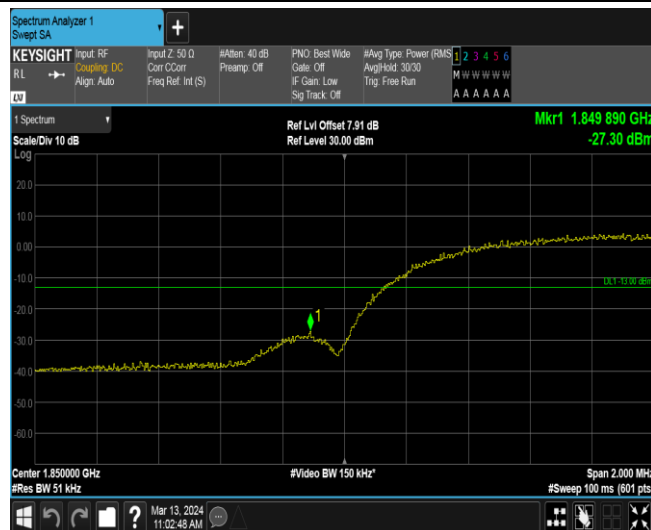 Spectrum Analyzer 1
Swept SA
+
KEYSIGHT
RL
LXI
Input: RF
Coupling: DC
Align: Auto
Input Z: 50 Ω
Corr CCorr
Freq Ref: Int (S)
#Atten: 40 dB
Preamp: Off
PNO: Best Wide
Gate: Off
IF Gain: Low
Sig Track: Off
#Avg Type: Power (RMS
Avg|Hold: 30/30
Trig: Free Run
1 2 3 4 5 6
M W W W W W
A A A A A A
1 Spectrum
Scale/Div 10 dB
Ref Lvl Offset 7.91 dB
Ref Level 30.00 dBm
Mkr1 1.849 890 GHz
-27.30 dBm
Log
20.0
10.0
0.00
-10.0
DL1 -13.00 dBm
-20.0
1
-30.0
-40.0
-50.0
-60.0
Center 1.850000 GHz
#Video BW 150 kHz*
Span 2.000 MHz
#Res BW 51 kHz
#Sweep 100 ms (601 pts
?
Mar 13, 2024
11:02:48 AM